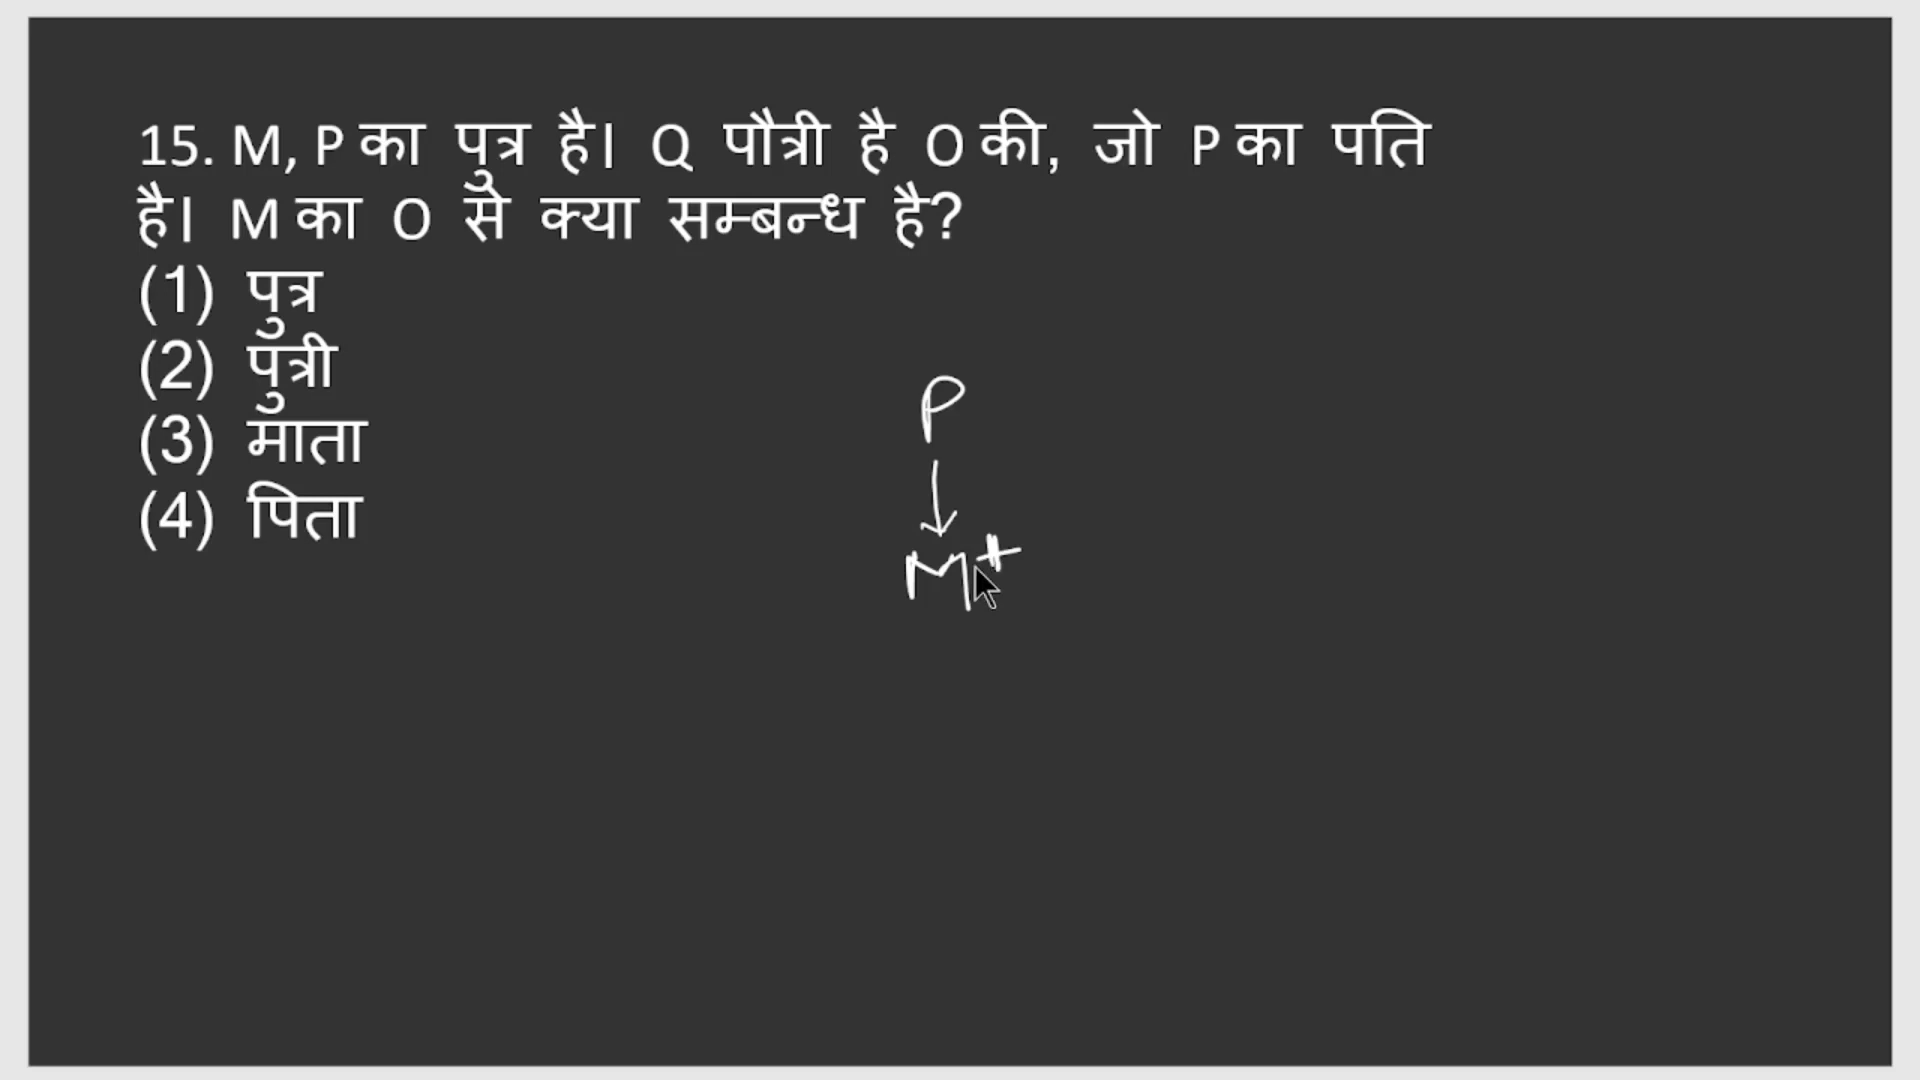 15. M, P का पुत्र है। Q पौत्री है O की, जो P का पति
है। M का O से क्या सम्बन्ध है?
(1) पुत्र
(2) पुत्री
(3) माता
(4) पिता
P
↓
M+